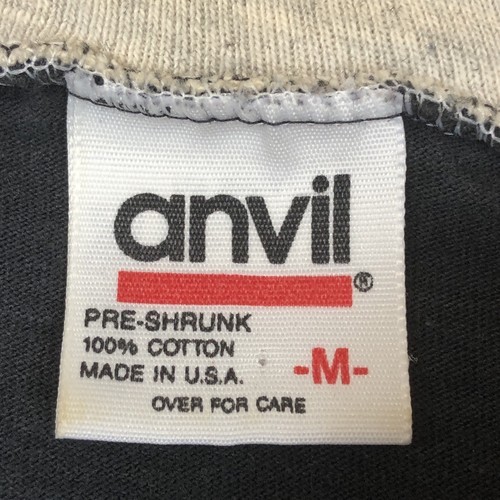 anvil®
PRE-SHRUNK
100% COTTON
MADE IN U.S.A.
-M-
OVER FOR CARE